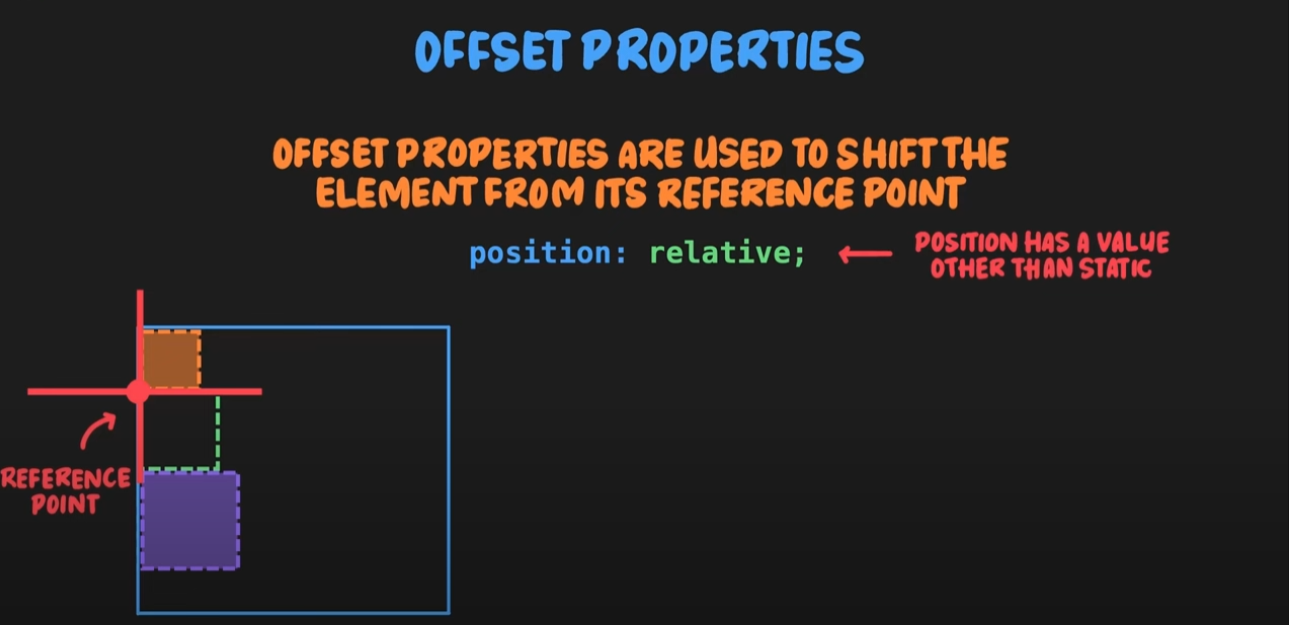 OFFSET PROPERTIES
OFFSET PROPERTIES ARE USED TO SHIFT THE
ELEMENT FROM ITS REFERENCE POINT
position: relative;
POSITION HAS A VALUE
OTHER THAN STATIC
REFERENCE
POINT